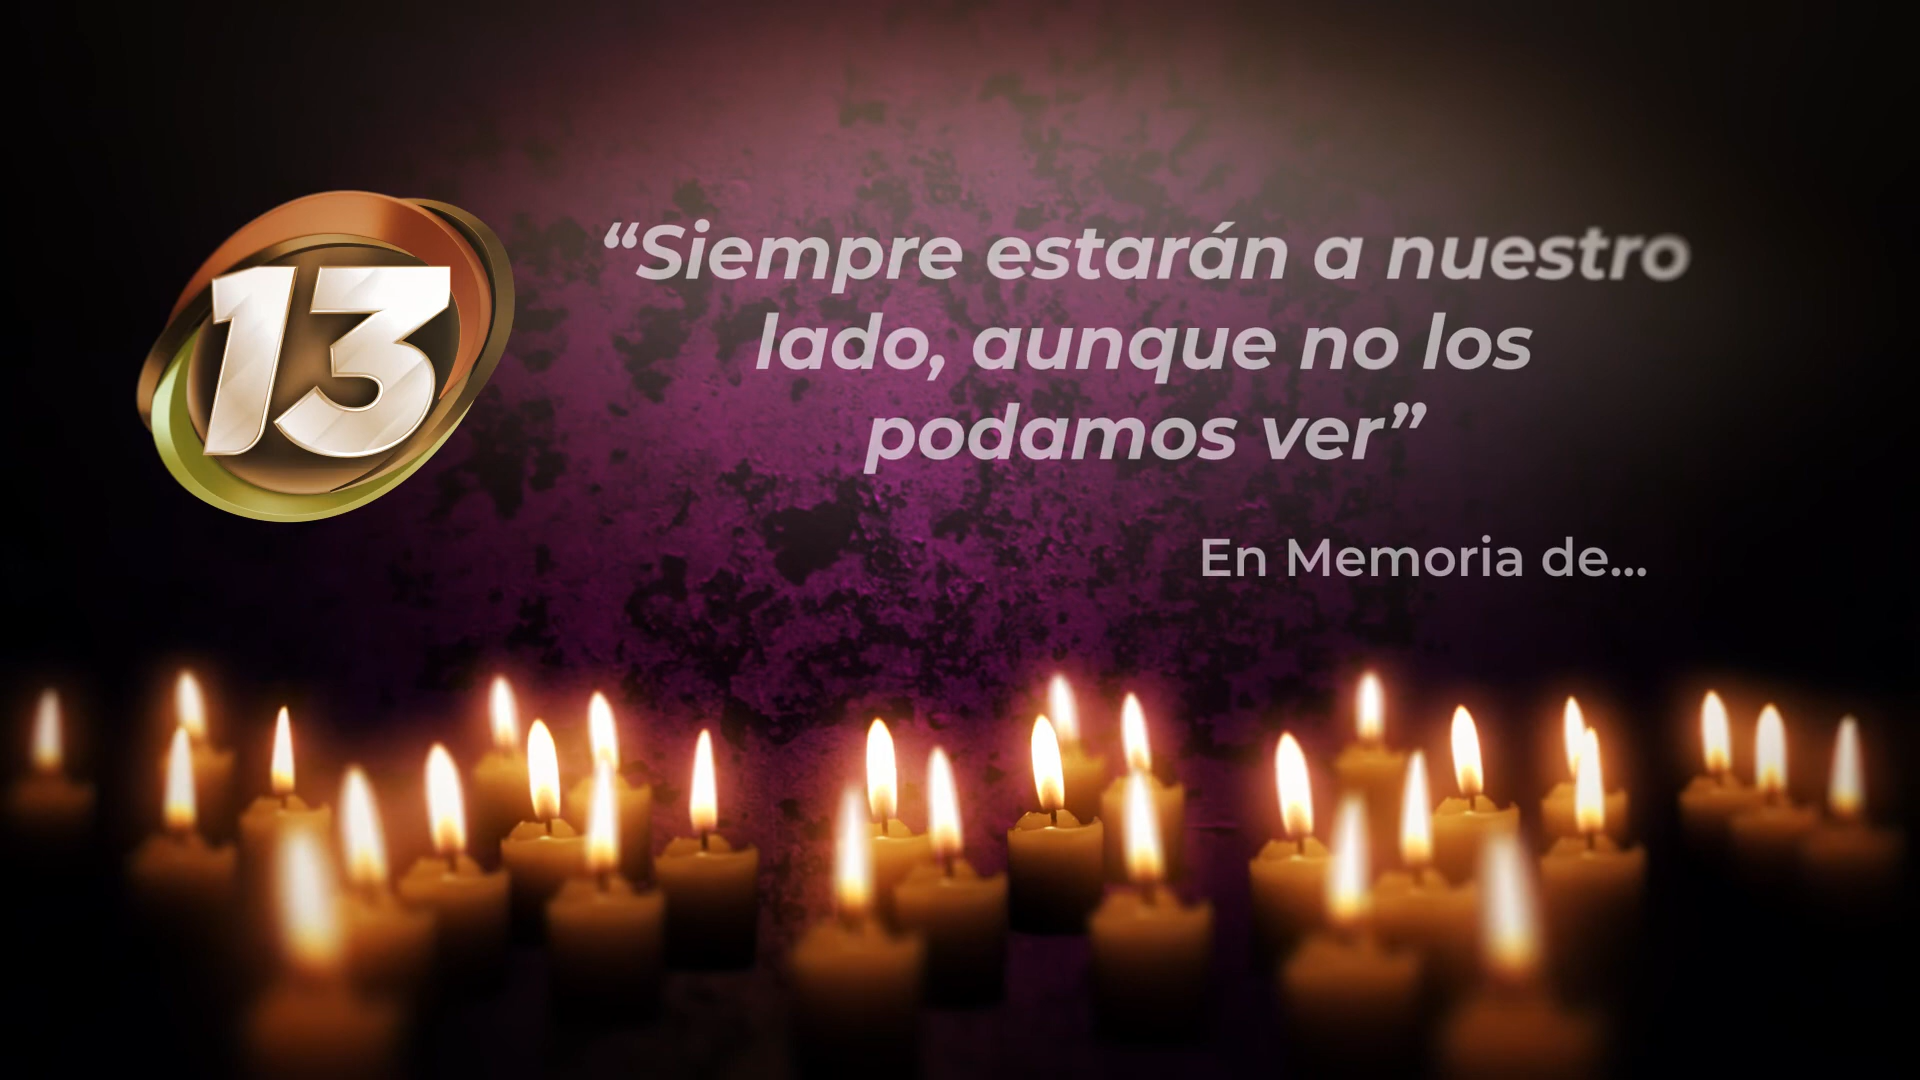 13
“Siempre estarán a nuestro
lado, aunque no los
podamos ver”
En Memoria de...